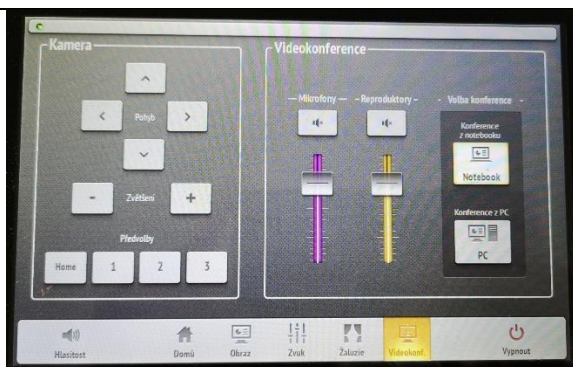 Kamera
Pohyb
- Zvětšení +
Předvolby
Home 1 2 3
Videokonference
Mikrofony
Reproduktory
- Volba konference -
Konference
z notebooku
Notebook
Konference z PC
PC
Hlasitost
Domů
Obraz
Zvuk
Žaluzie
Videokonf.
Vypnout